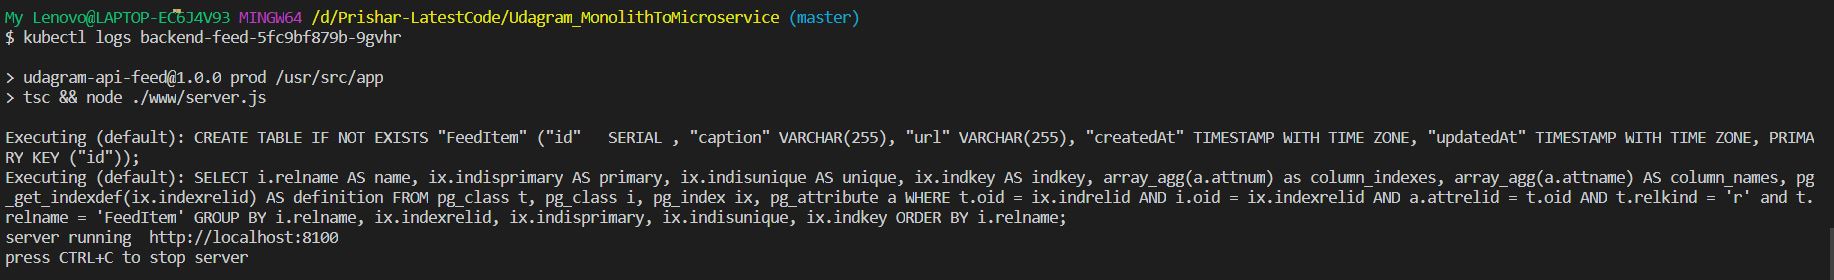 My Lenovo@LAPTOP-EC6J4V93 MINGW64 /d/Prishar-LatestCode/Udagram_MonolithToMicroservice (master)
$ kubectl logs backend-feed-5fc9bf879b-9gvhr
> udagram-api-feed@1.0.0 prod /usr/src/app
> tsc && node ./www/server.js
Executing (default): CREATE TABLE IF NOT EXISTS "FeedItem" ("id"   SERIAL , "caption" VARCHAR(255), "url" VARCHAR(255), "createdAt" TIMESTAMP WITH TIME ZONE, "updatedAt" TIMESTAMP WITH TIME ZONE, PRIMA
RY KEY ("id"));
Executing (default): SELECT i.relname AS name, ix.indisprimary AS primary, ix.indisunique AS unique, ix.indkey AS indkey, array_agg(a.attnum) as column_indexes, array_agg(a.attname) AS column_names, pg
_get_indexdef(ix.indexrelid) AS definition FROM pg_class t, pg_class i, pg_index ix, pg_attribute a WHERE t.oid = ix.indrelid AND i.oid = ix.indexrelid AND a.attrelid = t.oid AND t.relkind = 'r' and t.
relname = 'FeedItem' GROUP BY i.relname, ix.indexrelid, ix.indisprimary, ix.indisunique, ix.indkey ORDER BY i.relname;
server running  http://localhost:8100
press CTRL+C to stop server